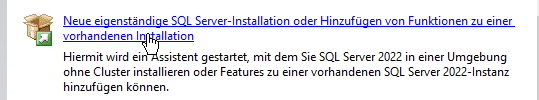 Neue eigenständige SQL Server-Installation oder Hinzufügen von Funktionen zu einer
vorhandenen Installation
Hiermit wird ein Assistent gestartet, mit dem Sie SQL Server 2022 in einer Umgebung
ohne Cluster installieren oder Features zu einer vorhandenen SQL Server 2022-Instanz
hinzufügen können.